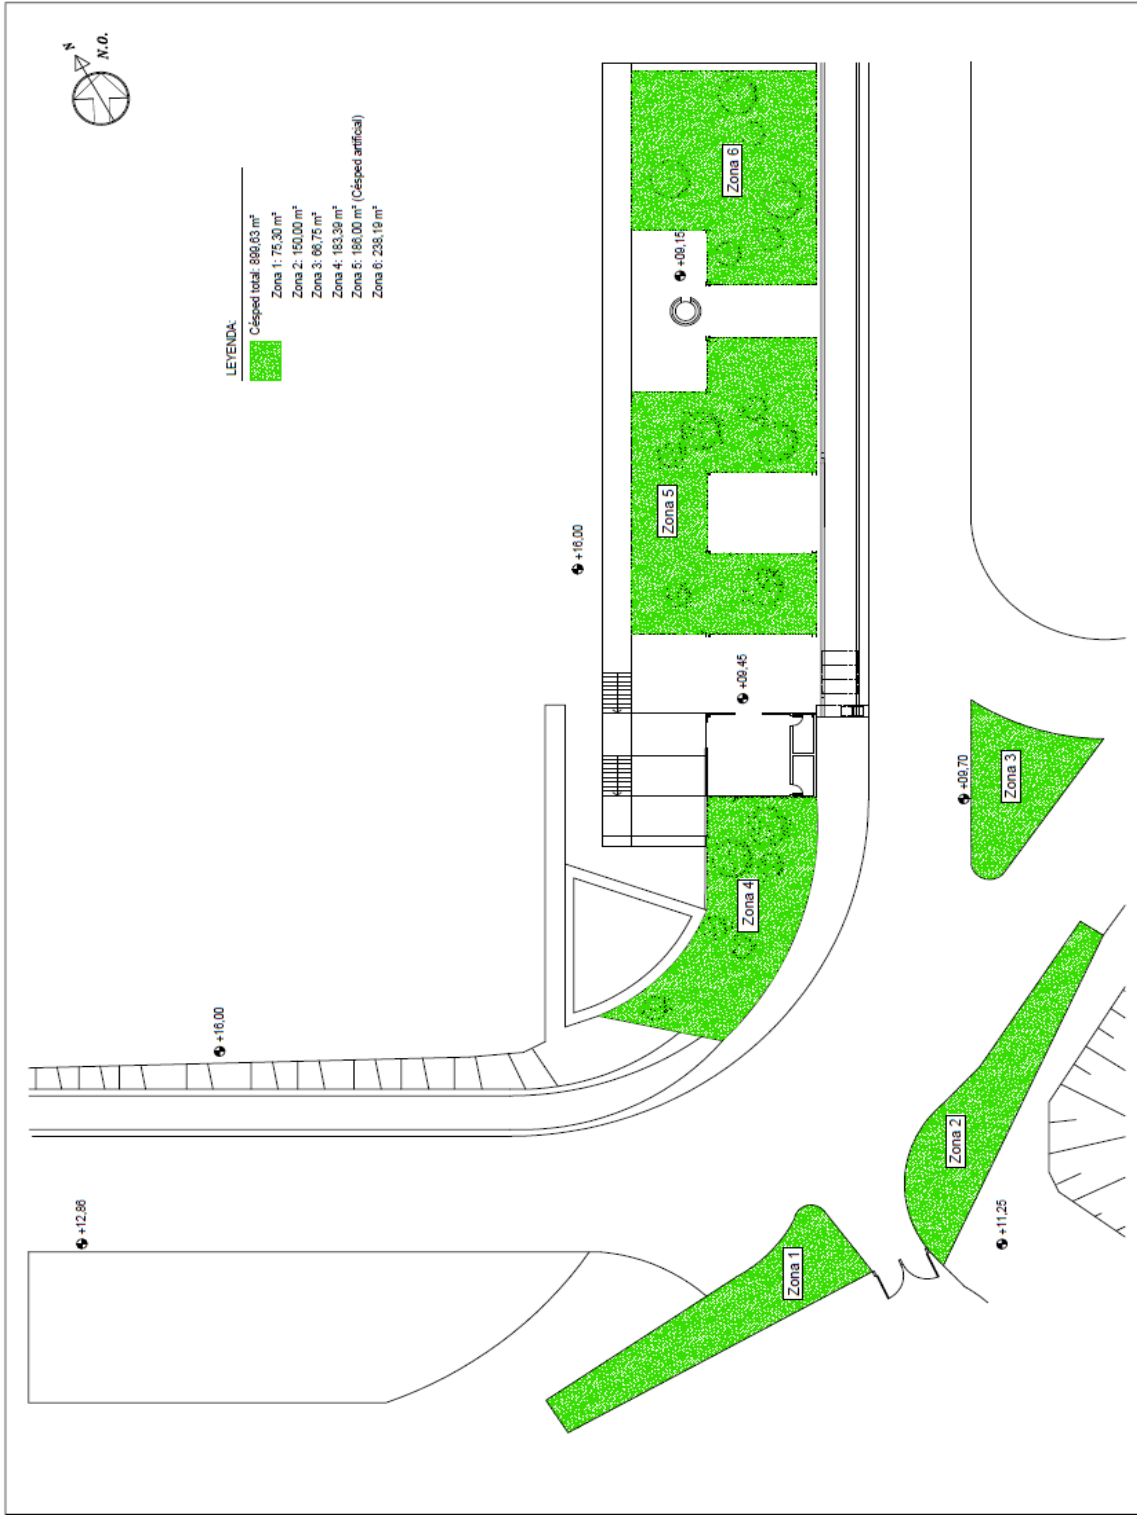 N
N.O.
LEYENDA:
Césped total: 899,63 m²
Zona 1: 75,30 m²
Zona 2: 150,00 m²
Zona 3: 66,75 m²
Zona 4: 183,39 m²
Zona 5: 186,00 m² (Césped artificial)
Zona 6: 238,19 m²
Zona 6
+09,15
Zona 5
+16,00
+09,45
+09,70
Zona 3
Zona 4
+16,00
Zona 2
+12,86
+11,25
Zona 1